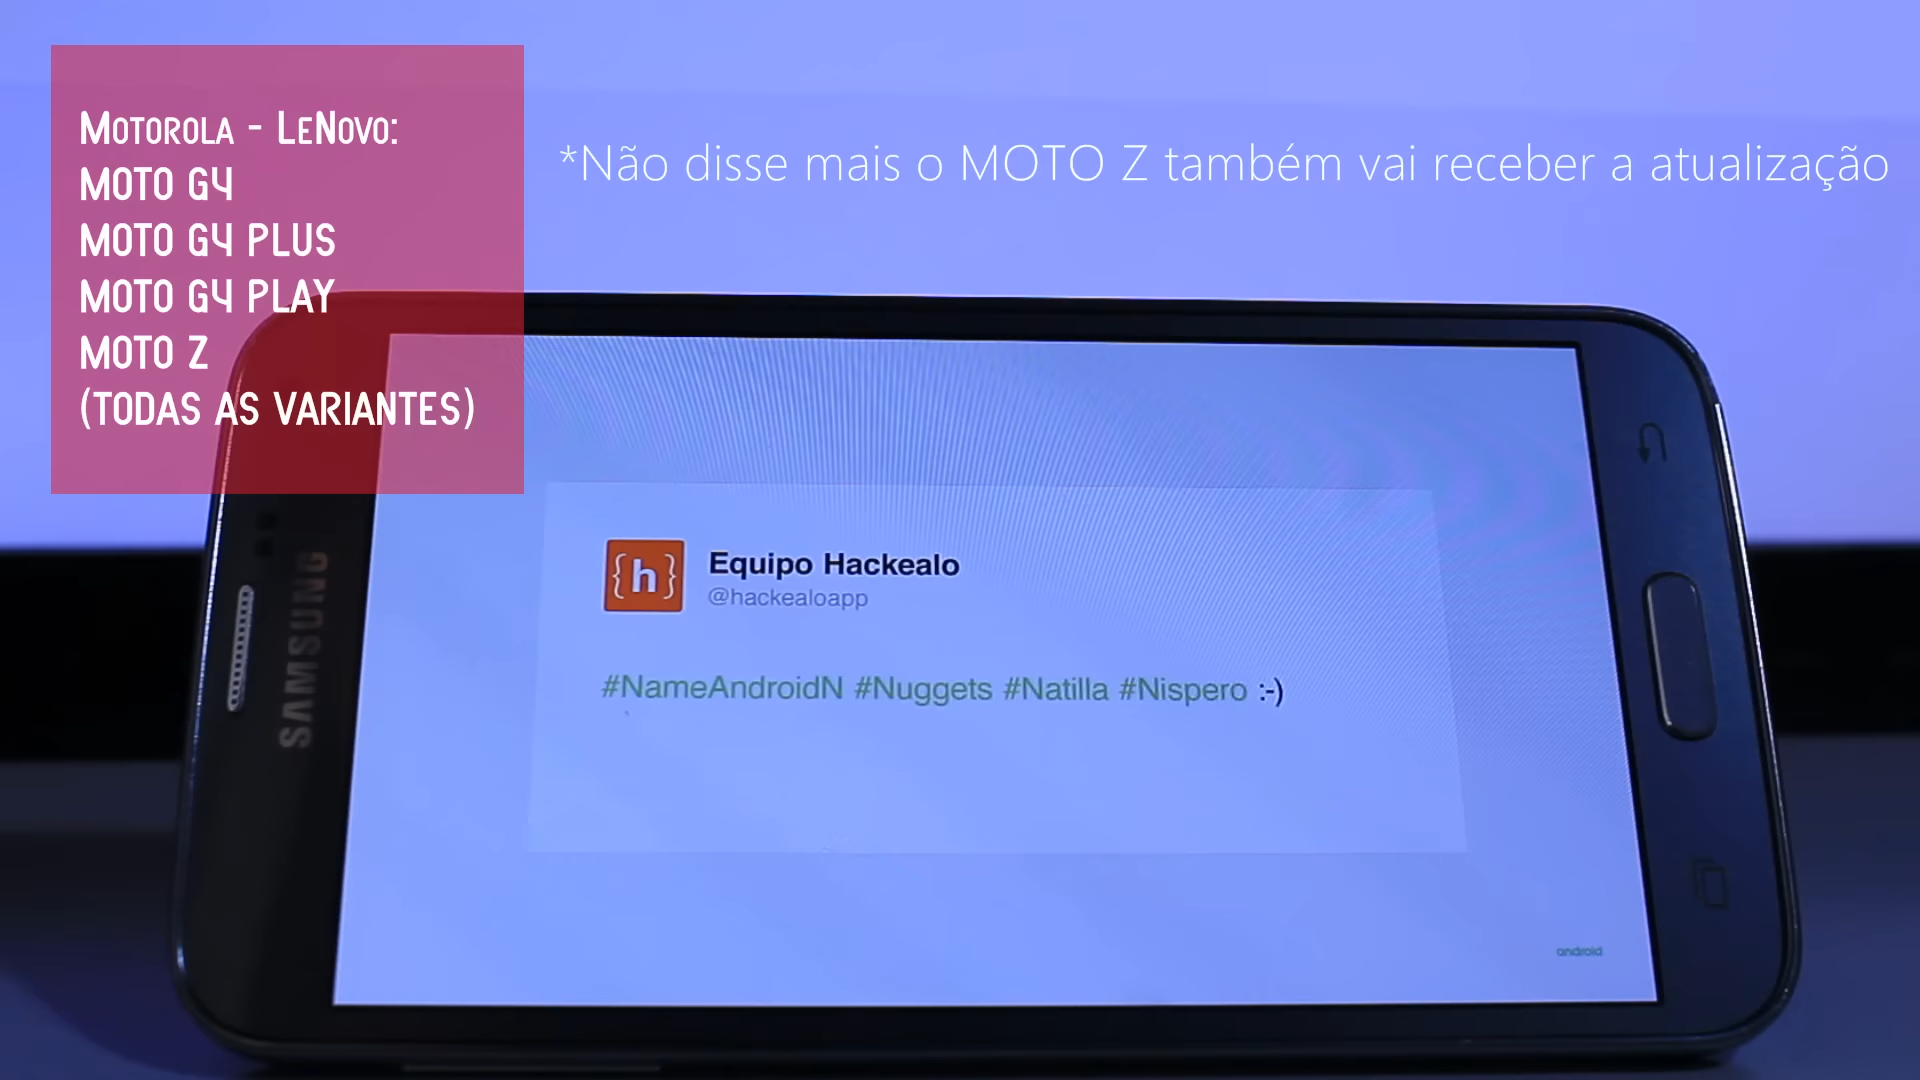 Motorola - LeNovo:
MOTO G4
MOTO G4 PLUS
MOTO G4 PLAY
MOTO Z
(TODAS AS VARIANTES)
*Não disse mais o MOTO Z também vai receber a atualização
SAMSUNG
{h}
Equipo Hackealo
@hackealoapp
#NameAndroidN #Nuggets #Natilla #Nispero :-)
android